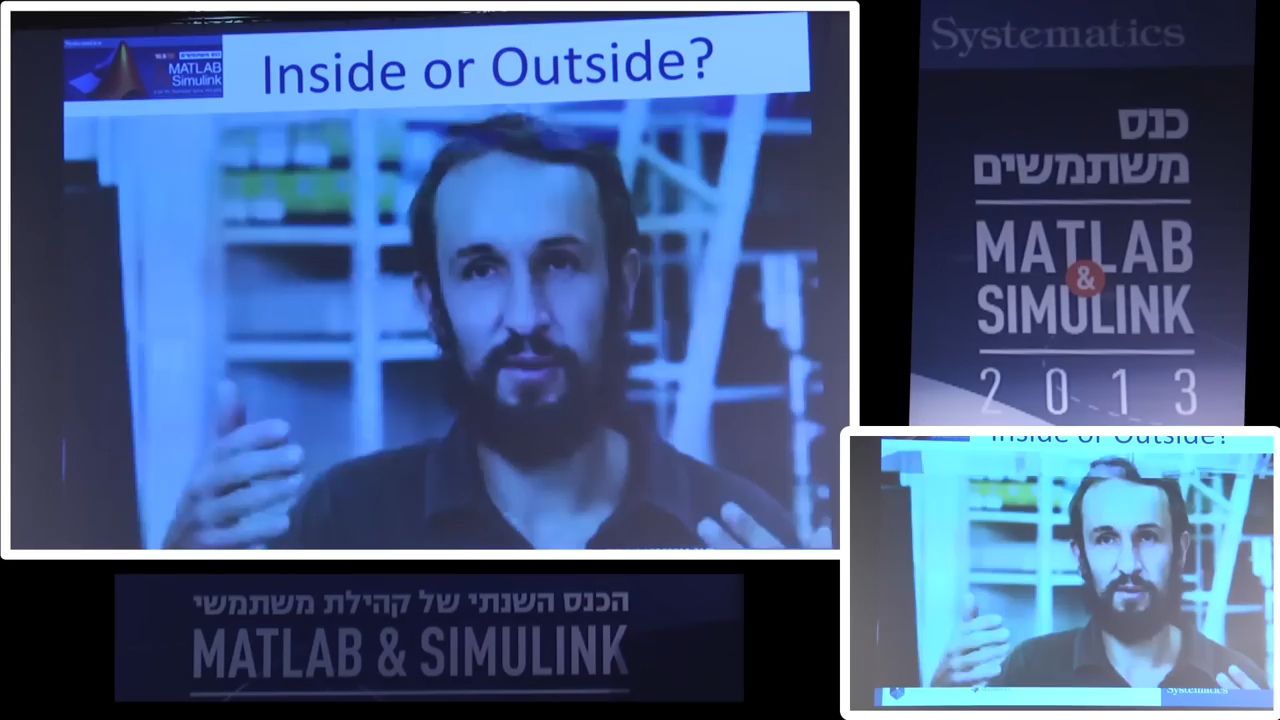 Inside or Outside?
MATLAB
Simulink
Systematics
כנס
משתמשים
MATLAB
&
SIMULINK
2013
Inside or Outside?
Systematics
הכנס השנתי של קהילת משתמשי
MATLAB & SIMULINK